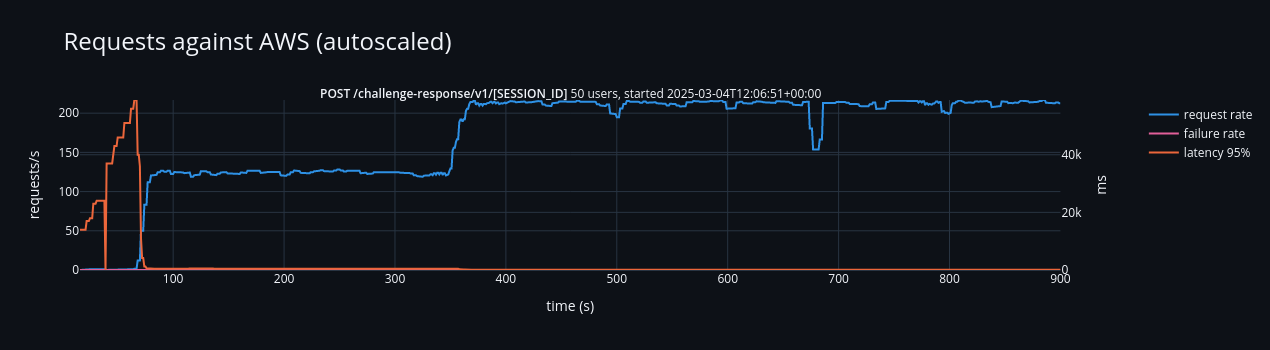 Requests against AWS (autoscaled)
POST /challenge-response/v1/[SESSION_ID] 50 users, started 2025-03-04T12:06:51+00:00
request rate
failure rate
latency 95%
requests/s
200
150
100
50
0
40k
20k
0
ms
100 200 300 400 500 600 700 800 900
time (s)